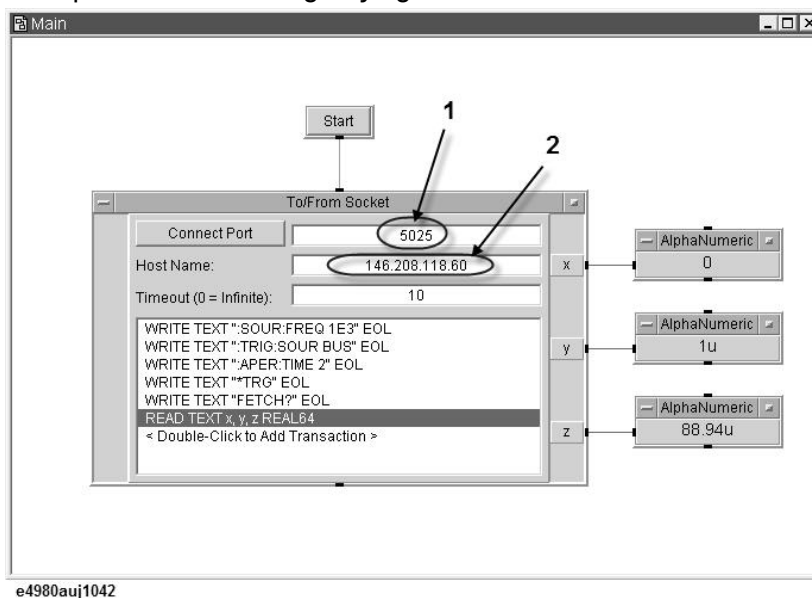 Main
Start
1
2
To/From Socket
Connect Port
5025
Host Name:
146.208.118.60
Timeout (0 = Infinite):
10
WRITE TEXT ":SOUR:FREQ 1E3" EOL
WRITE TEXT ":TRIG:SOUR BUS" EOL
WRITE TEXT ":APER:TIME 2" EOL
WRITE TEXT "*TRG" EOL
WRITE TEXT "FETCH?" EOL
READ TEXT x, y, z REAL64
< Double-Click to Add Transaction >
x
y
z
AlphaNumeric
0
AlphaNumeric
1u
AlphaNumeric
88.94u
e4980auj1042